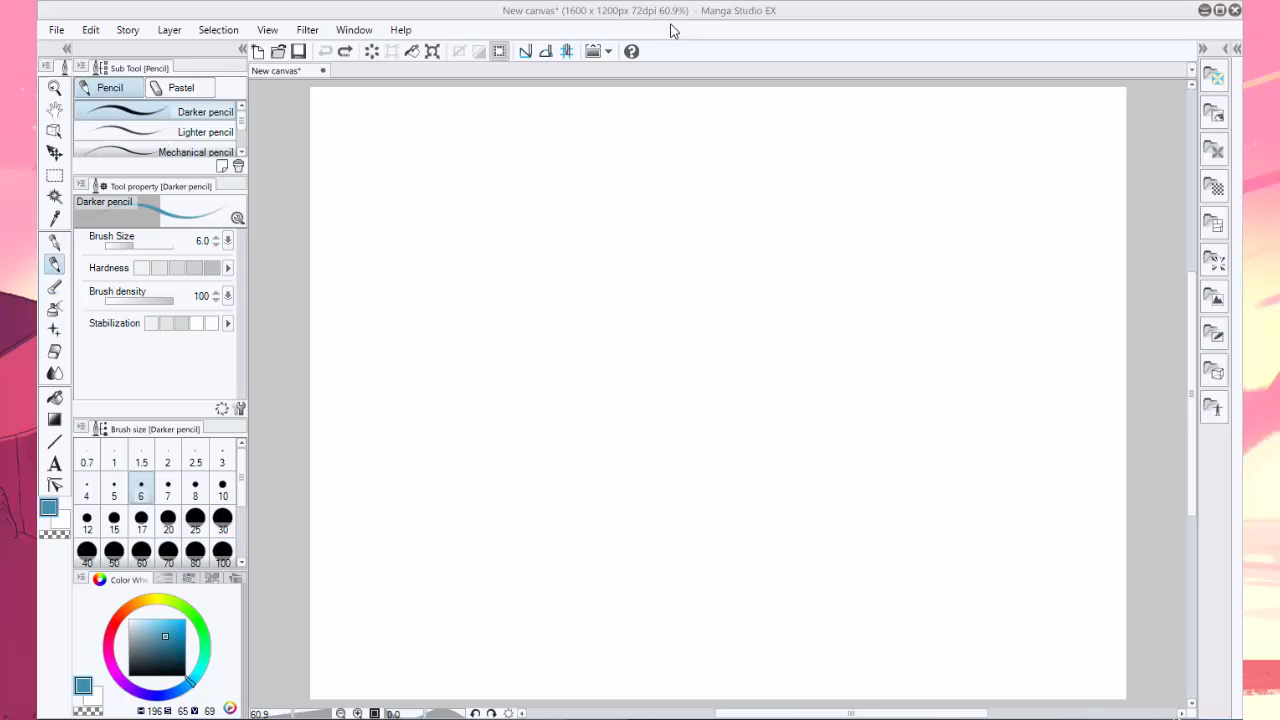 New canvas* (1600 x 1200px 72dpi 60.9%) - Manga Studio EX
File Edit Story Layer Selection View Filter Window Help
Sub Tool [Pencil]
New canvas*
Pencil Pastel
Darker pencil
Lighter pencil
Mechanical pencil
Tool property [Darker pencil]
Darker pencil
Brush Size 6.0
Hardness
Brush density 100
Stabilization
Brush size [Darker pencil]
0.7 1 1.5 2 2.5 3
4 5 6 7 8 10
12 15 17 20 25 30
40 50 60 70 80 100
Color Whe
196 65 V 69
60.9 0.0